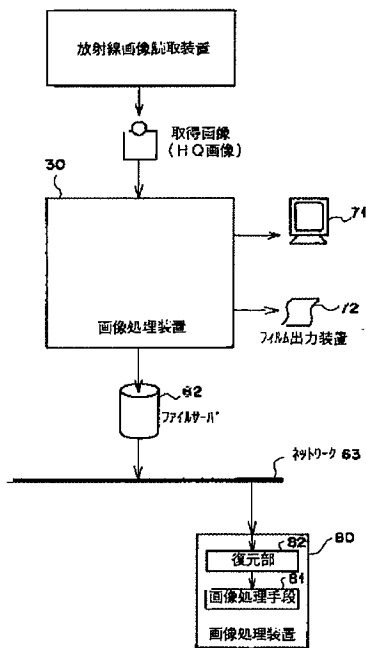 放射線画像読取装置
取得画像
(HQ画像)
30
71
画像処理装置
72
フィルム出力装置
62
ファイルサーバ
ネットワーク 63
82
80
復元部
81
画像処理手段
画像処理装置